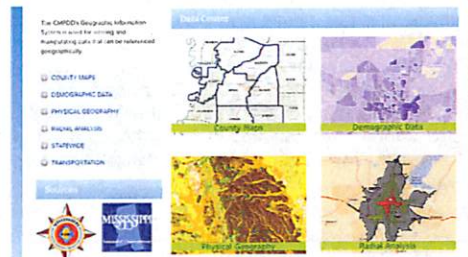 The CMPDD's Geographic Information
System is used for storing and
manipulating data that can be referenced
geographically.
COUNTY MAPS
DEMOGRAPHIC DATA
PHYSICAL GEOGRAPHY
RADIAL ANALYSIS
STATEWIDE
TRANSPORTATION
Sources
MISSISSIPPI
Data Center
County Maps
Demographic Data
Physical Geography
Radial Analysis